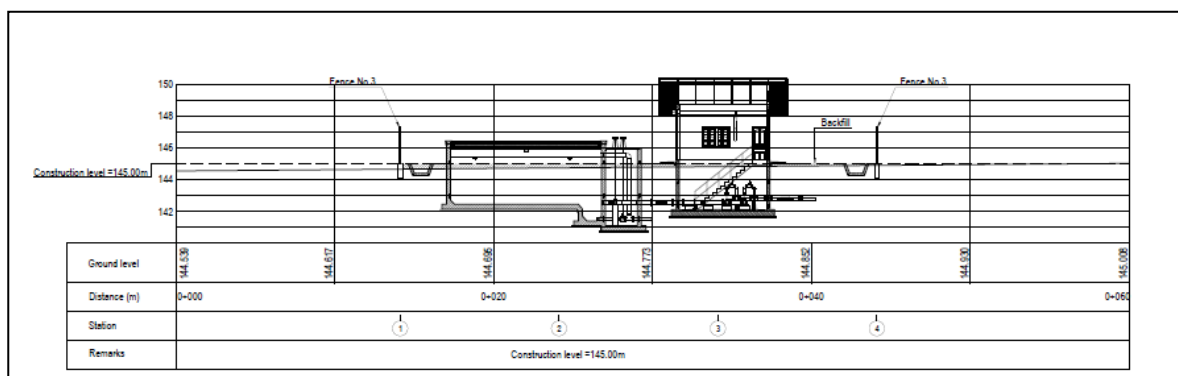 Fence No.3
Fence No.3
150
148
Backfill
146
145
Construction level =145.00m
144
142
Ground level
144.539
144.617
144.695
144.773
144.852
144.930
145.008
Distance (m)
0+000
0+020
0+040
0+060
Station
1
2
3
4
Remarks
Construction level =145.00m